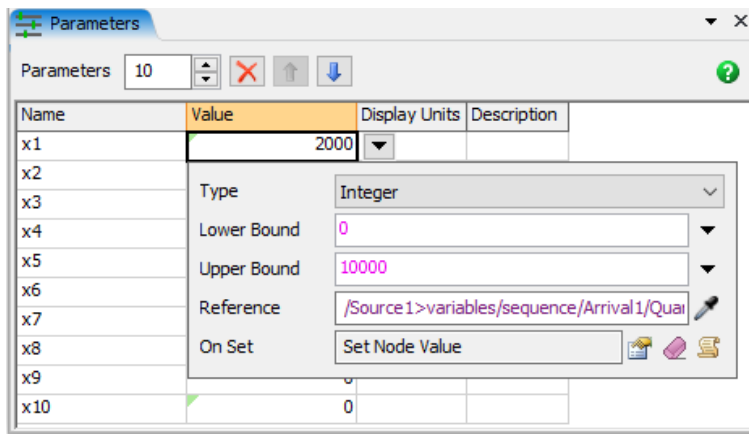 Parameters
Parameters 10
Name Value Display Units Description
x1 2000
x2
Type Integer
x3
Lower Bound 0
x4
x5
Upper Bound 10000
x6
Reference /Source1>variables/sequence/Arrival1/Quai
x7
x8
On Set Set Node Value
x9
x10 0